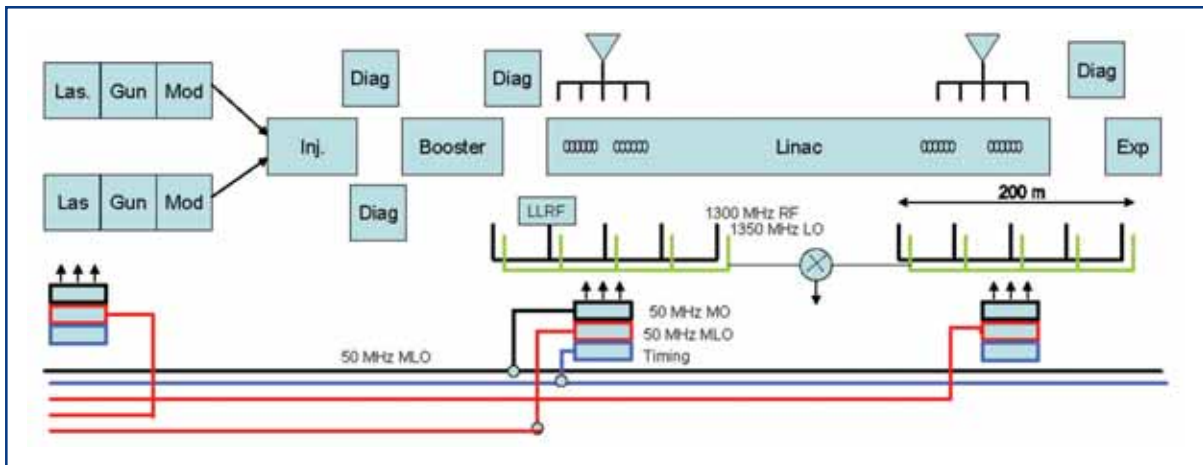 Diag
Diag
Diag
Las. Gun Mod
Inj.
Booster
Linac
Exp
Las Gun Mod
Diag
LLRF
200 m
1300 MHz RF
1350 MHz LO
50 MHz MO
50 MHz MLO
Timing
50 MHz MLO